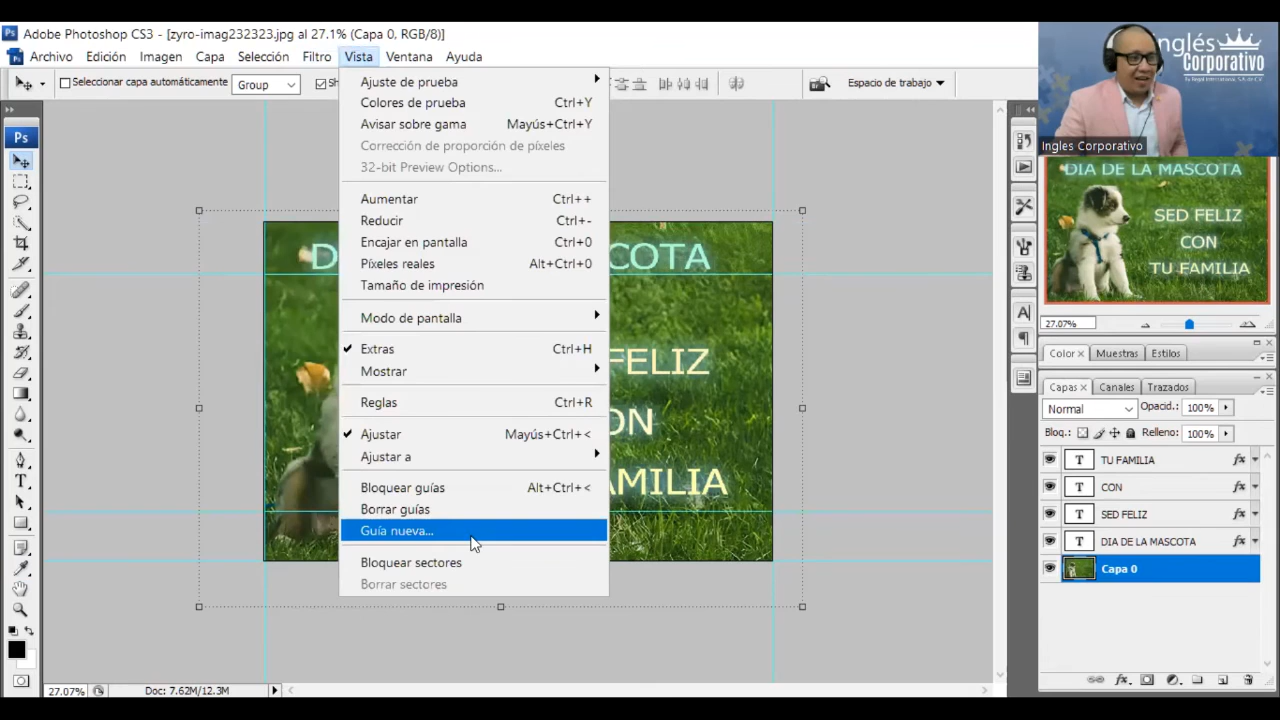 Adobe Photoshop CS3 - [zyro-imag232323.jpg al 27.1% (Capa 0, RGB/8)]
Archivo Edición Imagen Capa Selección Filtro Vista Ventana Ayuda
Seleccionar capa automáticamente Group Espacio de trabajo
Ps
Ajuste de prueba
Colores de prueba Ctrl+Y
Avisar sobre gama Mayús+Ctrl+Y
Corrección de proporción de píxeles
32-bit Preview Options...
Aumentar Ctrl++
Reducir Ctrl+-
Encajar en pantalla Ctrl+0
Píxeles reales Alt+Ctrl+0
Tamaño de impresión
Modo de pantalla
Extras Ctrl+H
Mostrar
Reglas Ctrl+R
Ajustar Mayús+Ctrl+<
Ajustar a
Bloquear guías Alt+Ctrl+<
Borrar guías
Guía nueva...
Bloquear sectores
Borrar sectores
D
COTA
FELIZ
ON
AMILIA
Inglés
Corporativo
Ingles Corporativo
DIA DE LA MASCOTA
SED FELIZ
CON
TU FAMILIA
27.07%
Color × Muestras Estilos
Capas × Canales Trazados
Normal Opacid.: 100%
Bloq.: Relleno: 100%
T TU FAMILIA fx
T CON fx
T SED FELIZ fx
T DIA DE LA MASCOTA fx
Capa 0
27.07% Doc: 7.62M/12.3M